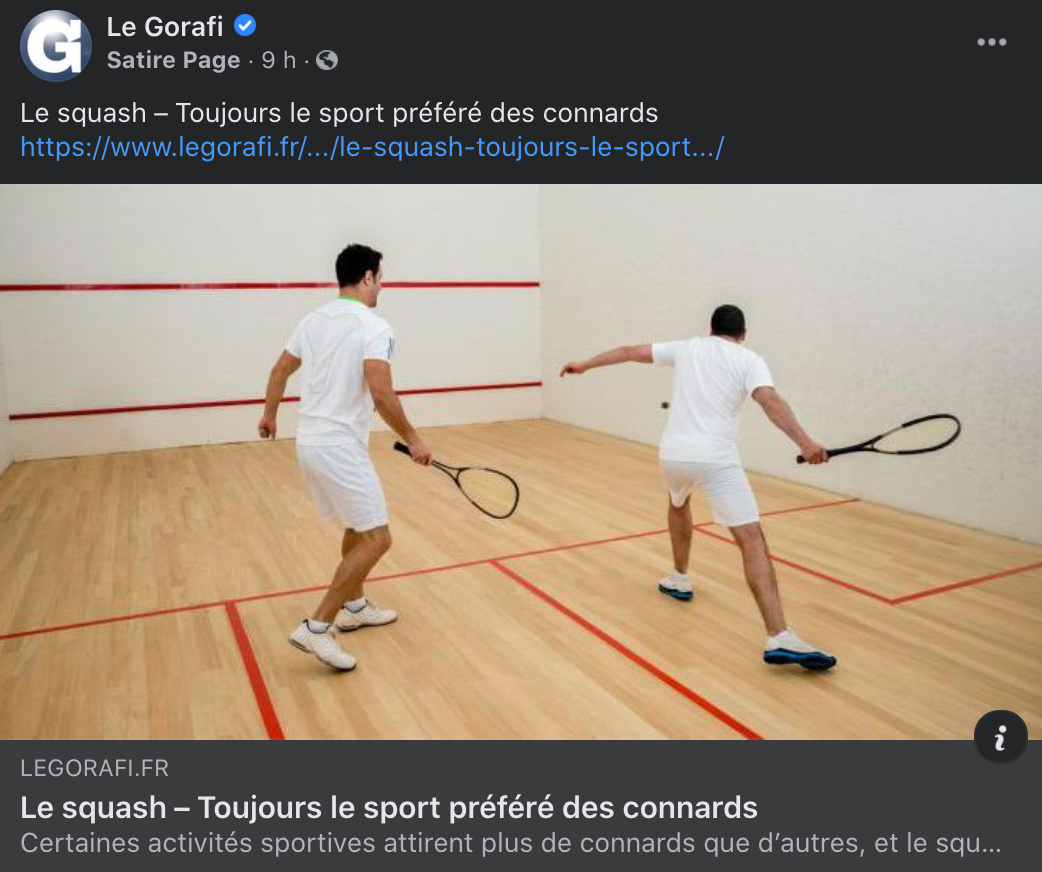 Le Gorafi
Satire Page · 9 h ·
Le squash – Toujours le sport préféré des connards
https://www.legorafi.fr/.../le-squash-toujours-le-sport.../
LEGORAFI.FR
Le squash – Toujours le sport préféré des connards
Certaines activités sportives attirent plus de connards que d’autres, et le squ...